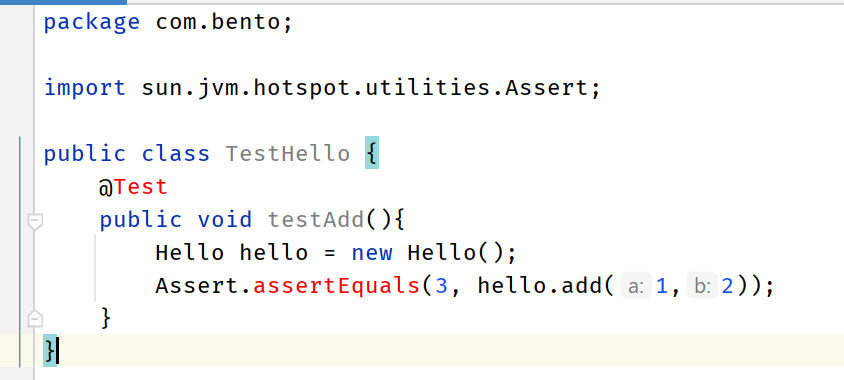 package com.bento;
import sun.jvm.hotspot.utilities.Assert;
public class TestHello {
@Test
public void testAdd(){
Hello hello = new Hello();
Assert.assertEquals(3, hello.add( a: 1, b: 2));
}
}